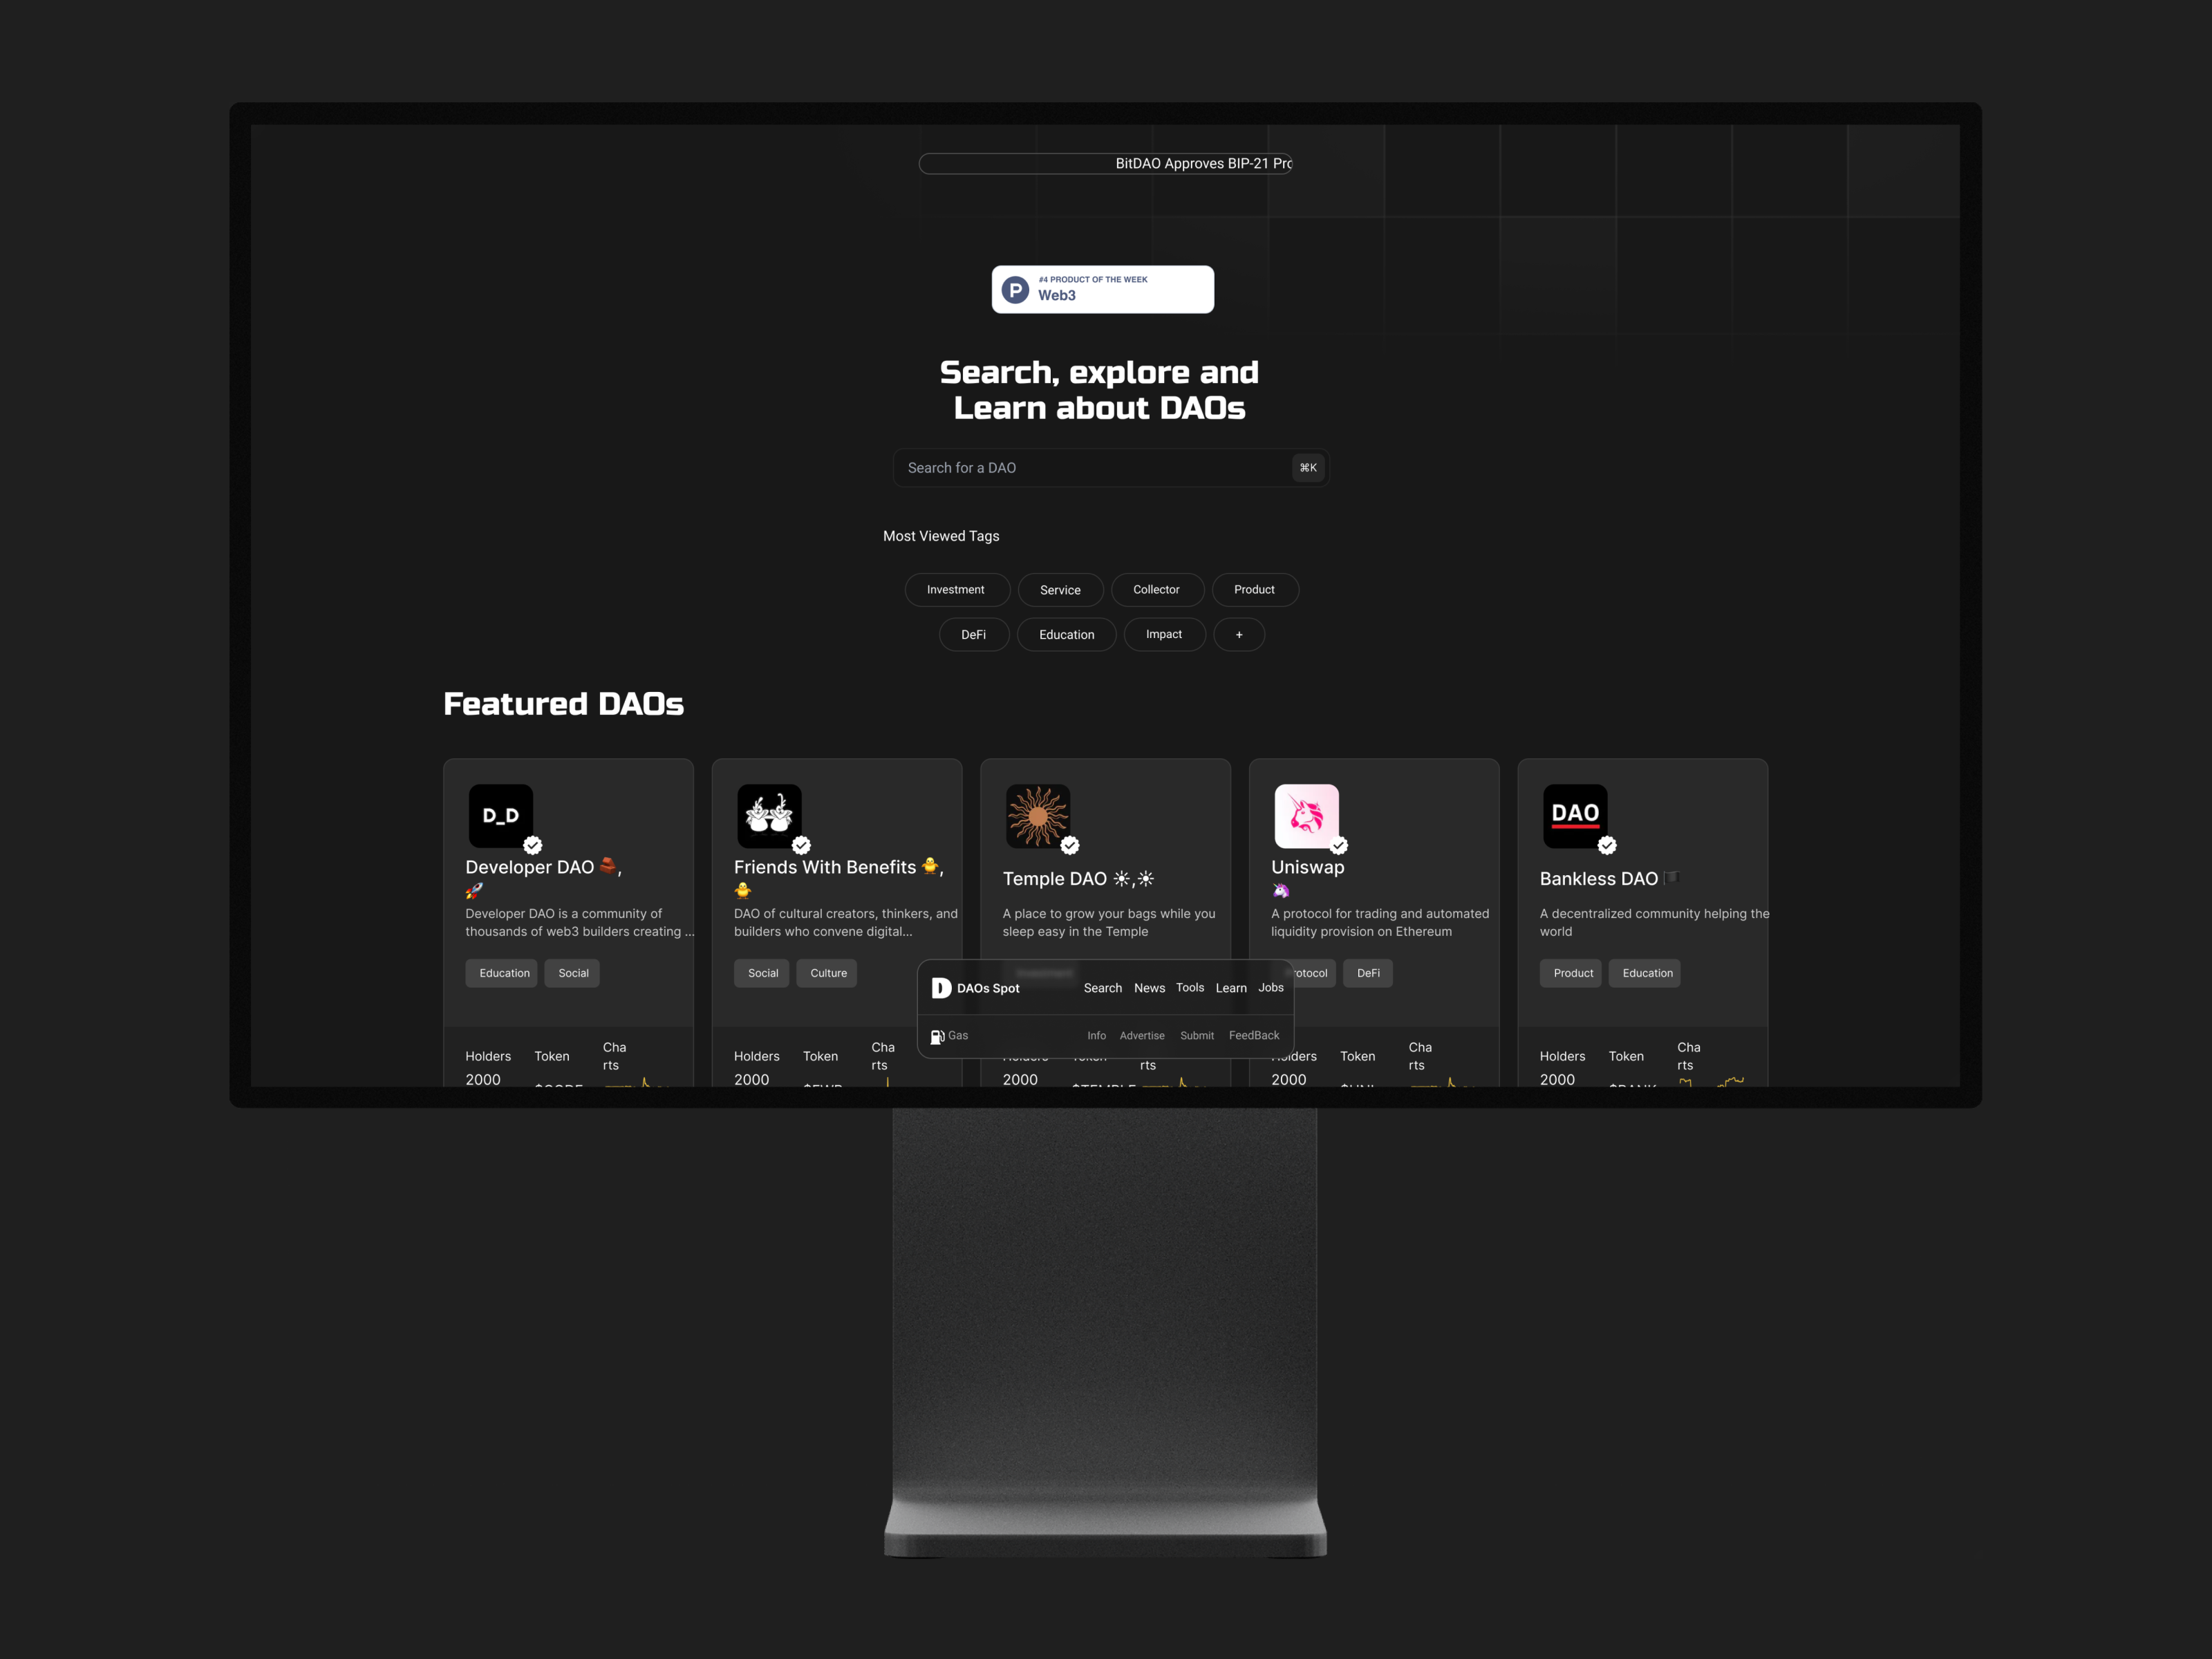 BitDAO Approves BIP-21 Pro
#4 PRODUCT OF THE WEEK
P
Web3
Search, explore and
Learn about DAOs
Search for a DAO
⌘K
Most Viewed Tags
Investment Service Collector Product
DeFi Education Impact +
Featured DAOs
D_D
DAO
Developer DAO 🧱,
🚀
Developer DAO is a community of
thousands of web3 builders creating ...
Education Social
Holders Token Cha
rts
2000
Friends With Benefits 🐥,
🐥
DAO of cultural creators, thinkers, and
builders who convene digital...
Social Culture
Holders Token Cha
rts
2000
Temple DAO ☀,☀
A place to grow your bags while you
sleep easy in the Temple
Investment
Holders Token
rts
2000 $TEMPLE
Uniswap
🦄
A protocol for trading and automated
liquidity provision on Ethereum
rotocol DeFi
Holders Token Cha
rts
2000
Bankless DAO 🏴
A decentralized community helping the
world
Product Education
Holders Token Cha
rts
2000
D DAOs Spot Search News Tools Learn Jobs
Gas Info Advertise Submit FeedBack